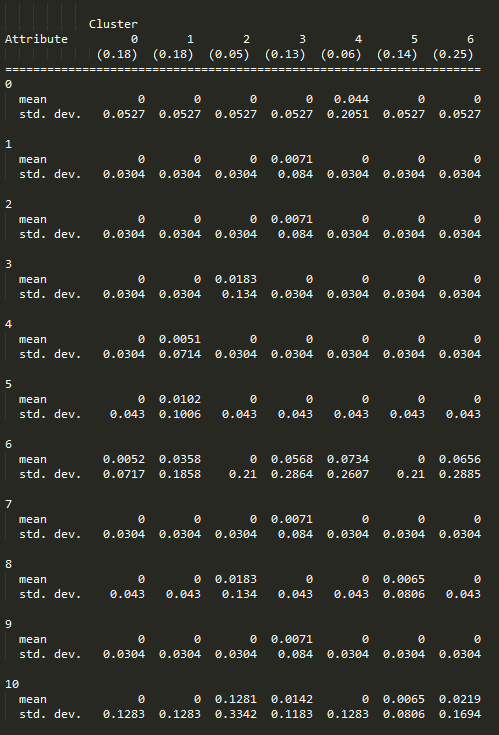 Cluster
Attribute 0 1 2 3 4 5 6
(0.18) (0.18) (0.05) (0.13) (0.06) (0.14) (0.25)
====================================================================
0
mean 0 0 0 0 0.044 0 0
std. dev. 0.0527 0.0527 0.0527 0.0527 0.2051 0.0527 0.0527
1
mean 0 0 0 0.0071 0 0 0
std. dev. 0.0304 0.0304 0.0304 0.084 0.0304 0.0304 0.0304
2
mean 0 0 0 0.0071 0 0 0
std. dev. 0.0304 0.0304 0.0304 0.084 0.0304 0.0304 0.0304
3
mean 0 0 0.0183 0 0 0 0
std. dev. 0.0304 0.0304 0.134 0.0304 0.0304 0.0304 0.0304
4
mean 0 0.0051 0 0 0 0 0
std. dev. 0.0304 0.0714 0.0304 0.0304 0.0304 0.0304 0.0304
5
mean 0 0.0102 0 0 0 0 0
std. dev. 0.043 0.1006 0.043 0.043 0.043 0.043 0.043
6
mean 0.0052 0.0358 0 0.0568 0.0734 0 0.0656
std. dev. 0.0717 0.1858 0.21 0.2864 0.2607 0.21 0.2885
7
mean 0 0 0 0.0071 0 0 0
std. dev. 0.0304 0.0304 0.0304 0.084 0.0304 0.0304 0.0304
8
mean 0 0 0.0183 0 0 0.0065 0
std. dev. 0.043 0.043 0.134 0.043 0.043 0.0806 0.043
9
mean 0 0 0 0.0071 0 0 0
std. dev. 0.0304 0.0304 0.0304 0.084 0.0304 0.0304 0.0304
10
mean 0 0 0.1281 0.0142 0 0.0065 0.0219
std. dev. 0.1283 0.1283 0.3342 0.1183 0.1283 0.0806 0.1694